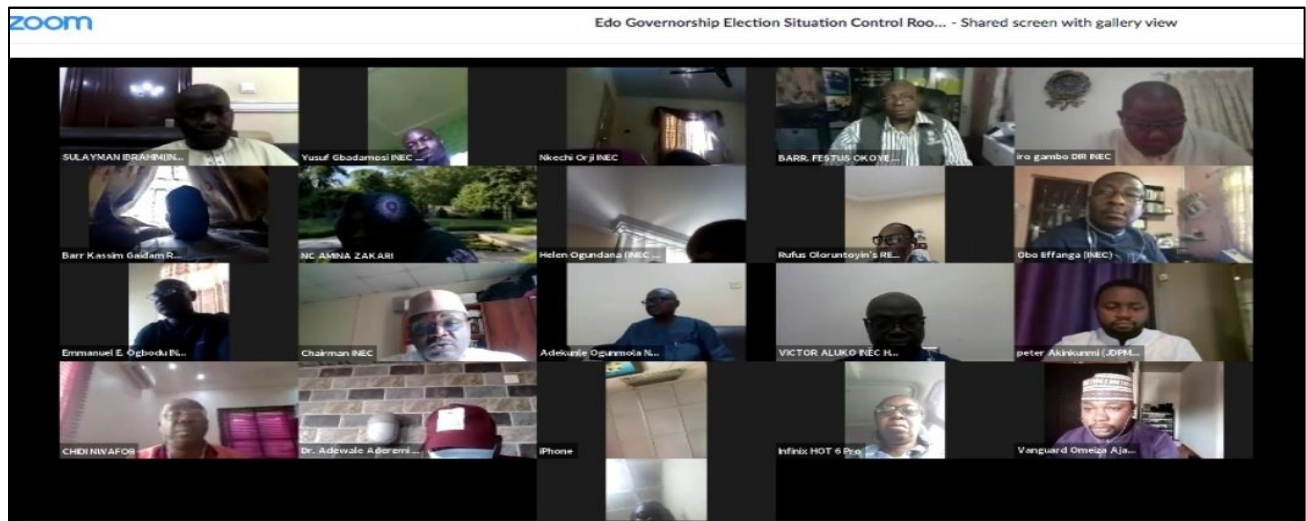 zoom
Edo Governorship Election Situation Control Roo... - Shared screen with gallery view
SULAYMAN IBRAHIM(IN...
Yusuf Gbadamosi INEC ...
Nkechi Orji INEC
BARR. FESTUS OKOYE...
iro gambo DIR INEC
Barr Kassim Gaidam R...
NC AMINA ZAKARI
Helen Ogundana (INEC ...
Rufus Oloruntoyin's RE...
Obo Effanga (INEC)
Emmanuel E. Ogbodu IN...
Chairman INEC
Adekunle Ogunmola N...
VICTOR ALUKO INEC H...
peter Akinkunmi (JDPM...
CHIDI NWAFOR
Dr. Adewale Aderemi ...
iPhone
Infinix HOT 6 Pro
Vanguard Omeiza Aja...